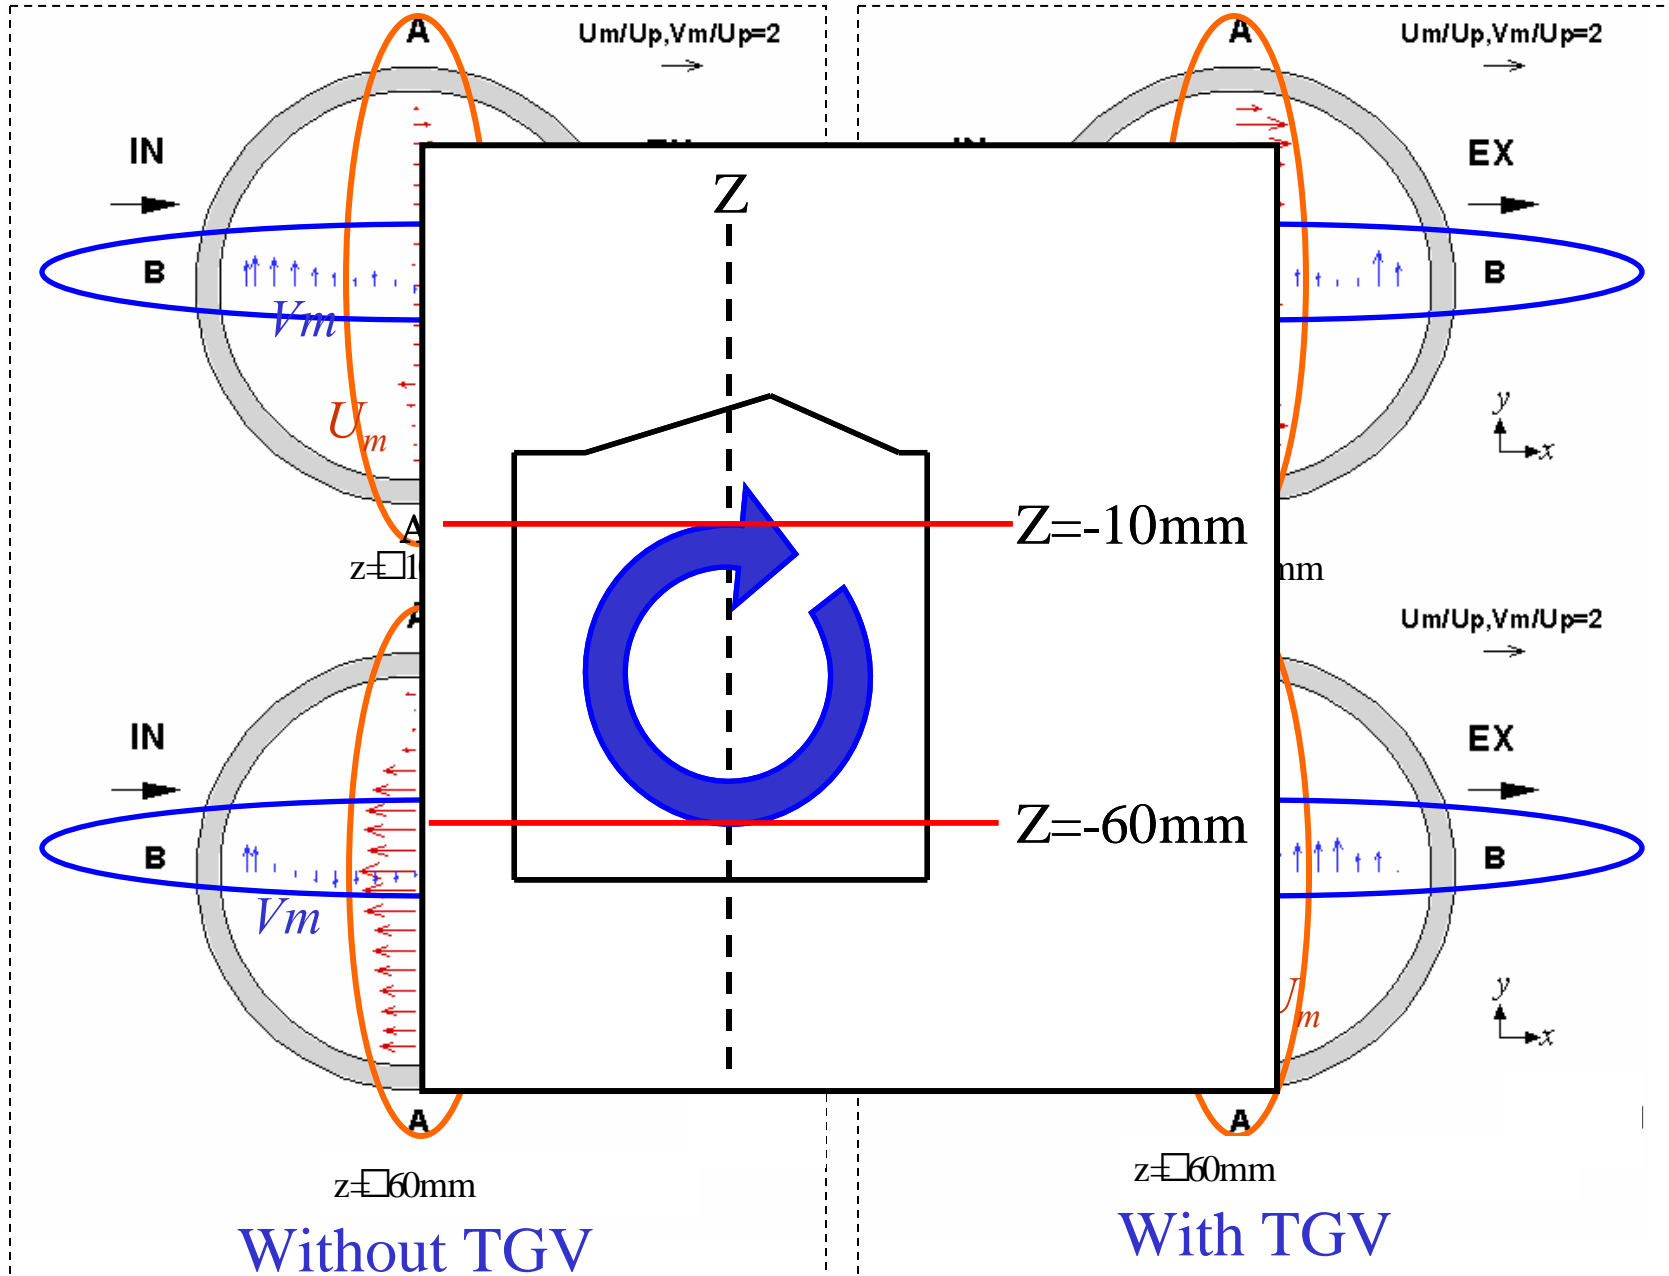 A
Um/Up,Vm/Up=2
A
Um/Up,Vm/Up=2
IN
EX
Z
B
B
Vm
Um
y
x
Z=-10mm
A
mm
A
Um/Up,Vm/Up=2
IN
EX
Z=-60mm
B
B
Vm
m
y
x
A
A
z=□60mm
z=□60mm
Without TGV
With TGV